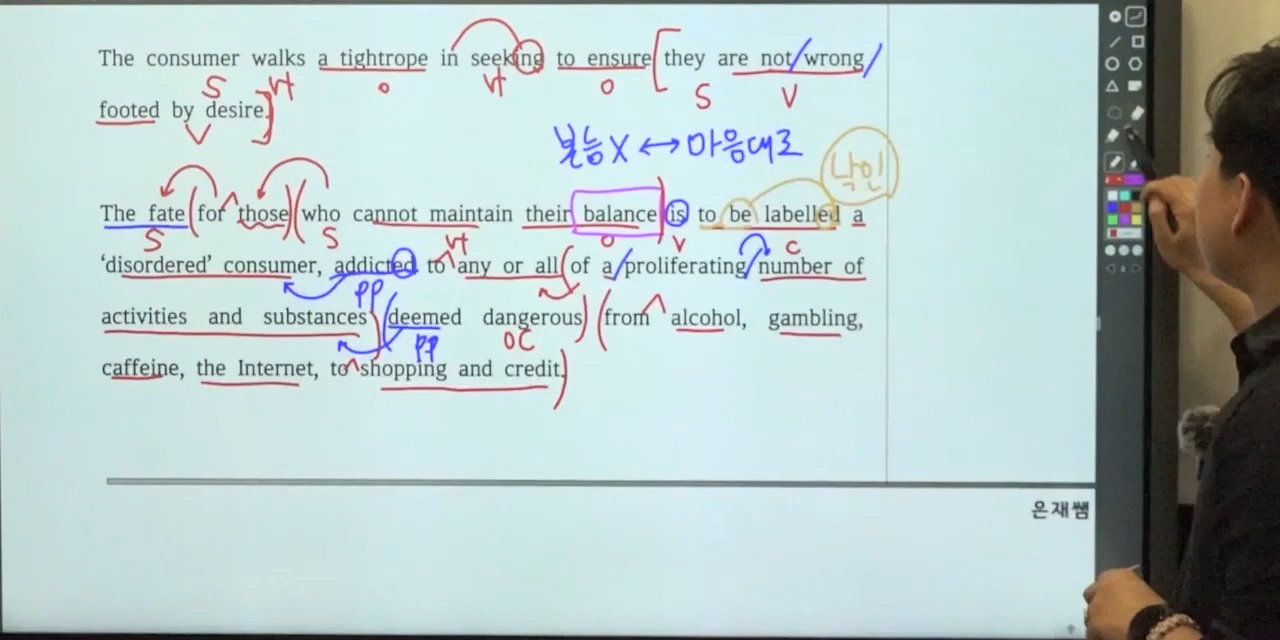 The consumer walks a tightrope in seeking to ensure [they are not/wrong/
S vt o vt o S V
footed by desire.]
V
본능X ↔ 마음대로
낙인
The fate (for those)(who cannot maintain their balance) is to be labelled a
S S vt o v c
'disordered' consumer, addicted to any or all (of a/proliferating/number of
pp
activities and substances) (deemed dangerous) (from alcohol, gambling,
pp oc
caffeine, the Internet, to shopping and credit.)
은재쌤